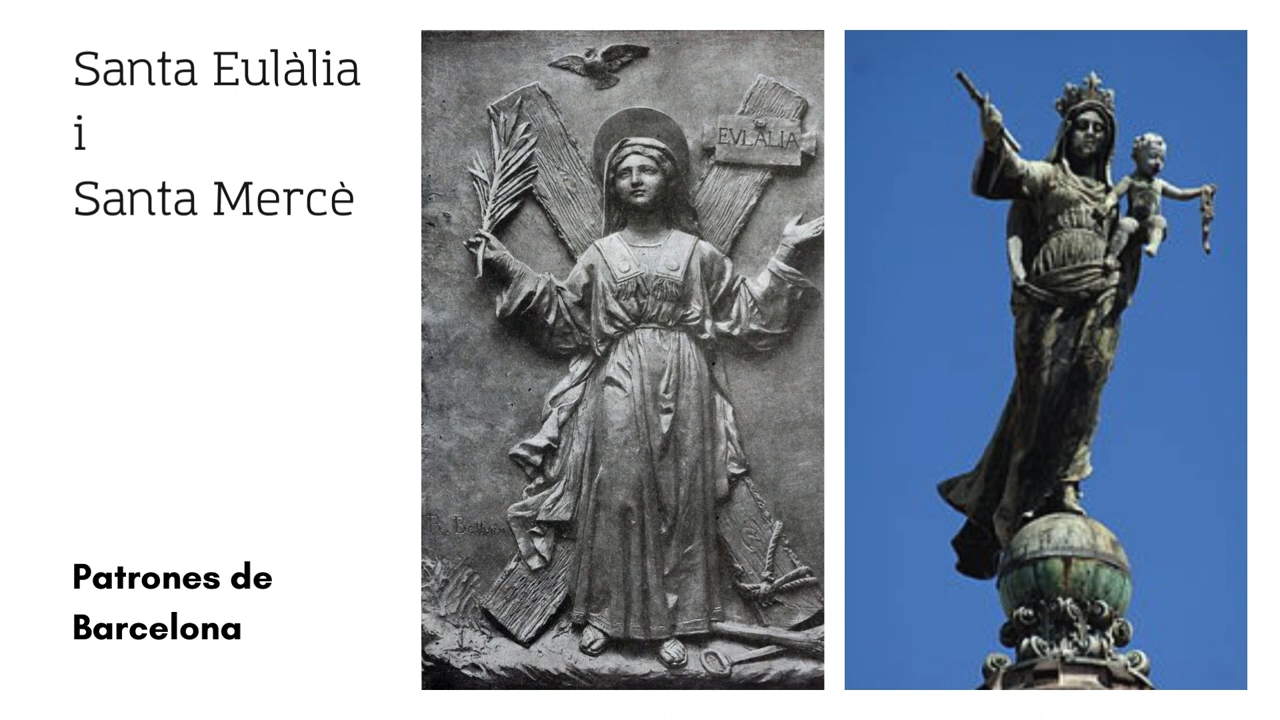 Santa Eulàlia
i
Santa Mercè
EVLALIA
Patrones de
Barcelona